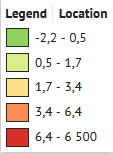 Legend Location
-2,2 - 0,5
0,5 - 1,7
1,7 - 3,4
3,4 - 6,4
6,4 - 6 500